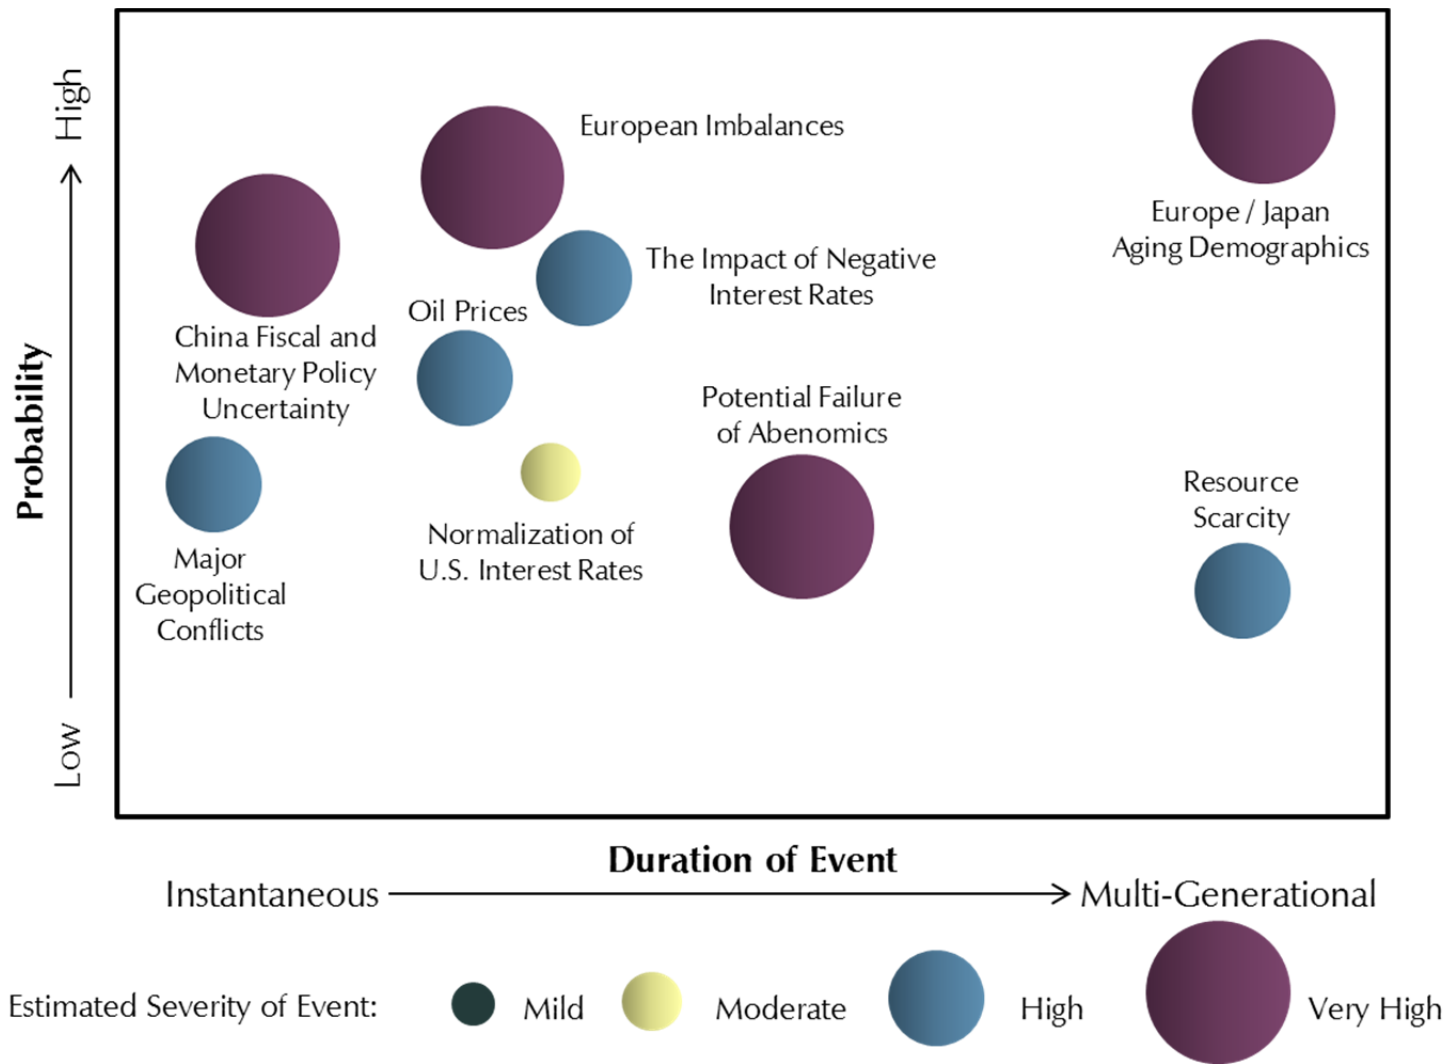 High
Probability
Low
European Imbalances
Europe / Japan
Aging Demographics
The Impact of Negative
Interest Rates
Oil Prices
China Fiscal and
Monetary Policy
Uncertainty
Potential Failure
of Abenomics
Resource
Scarcity
Normalization of
U.S. Interest Rates
Major
Geopolitical
Conflicts
Duration of Event
Instantaneous
Multi-Generational
Estimated Severity of Event:
Mild
Moderate
High
Very High